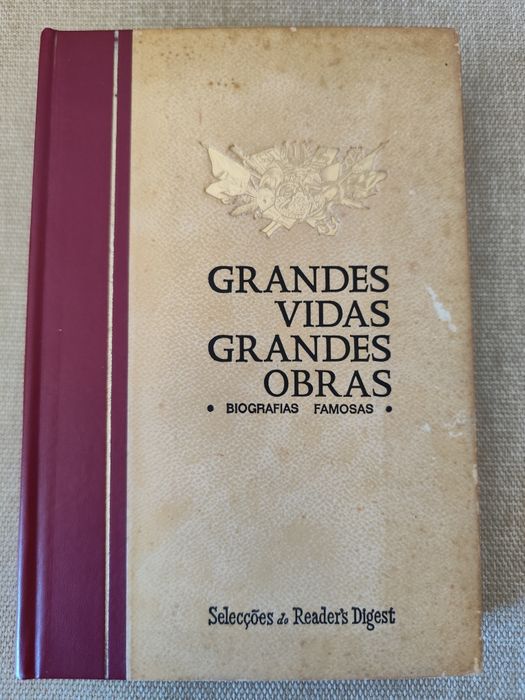 GRANDES
VIDAS
GRANDES
OBRAS
• BIOGRAFIAS FAMOSAS •
Selecções do Reader's Digest